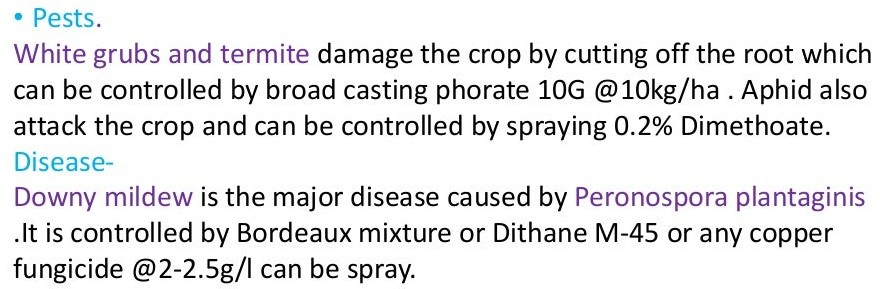 • Pests.
White grubs and termite damage the crop by cutting off the root which
can be controlled by broad casting phorate 10G @10kg/ha . Aphid also
attack the crop and can be controlled by spraying 0.2% Dimethoate.
Disease-
Downy mildew is the major disease caused by Peronospora plantaginis
.It is controlled by Bordeaux mixture or Dithane M-45 or any copper
fungicide @2-2.5g/l can be spray.